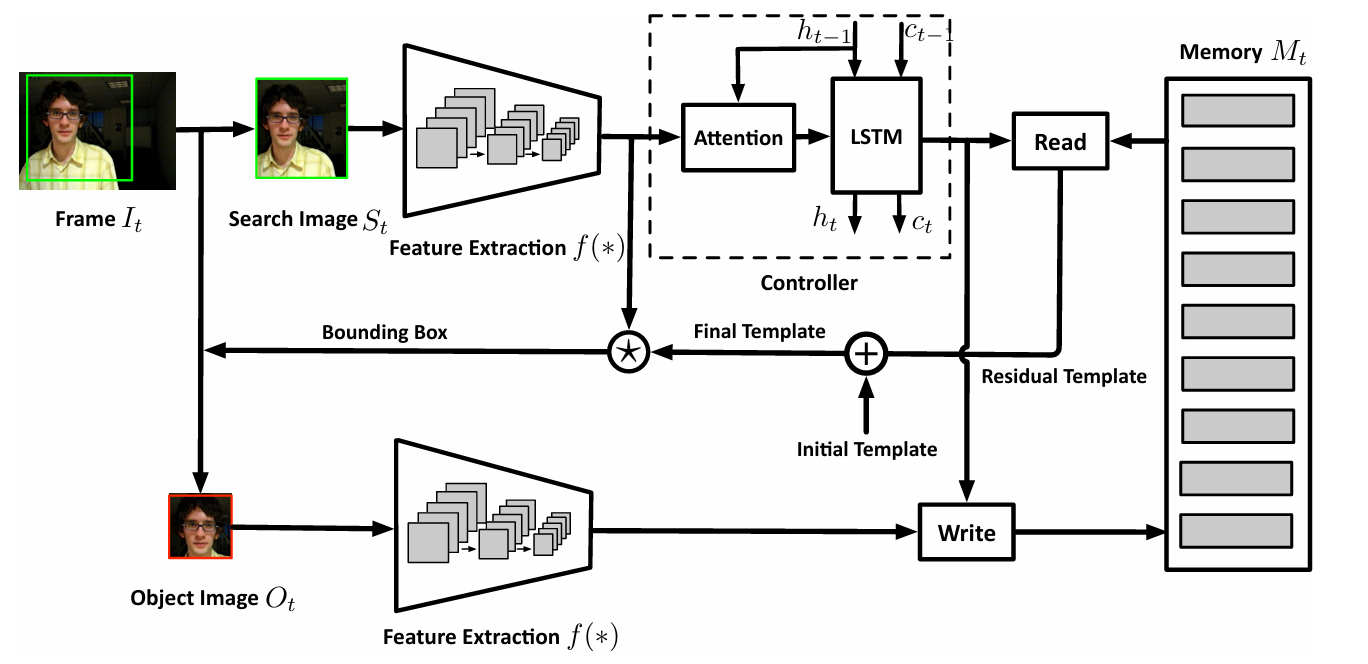 h_{t-1}
c_{t-1}
Memory M_t
Attention
LSTM
Read
Frame I_t
Search Image S_t
h_t
c_t
Feature Extraction f(*)
Controller
Bounding Box
Final Template
Residual Template
Initial Template
Write
Object Image O_t
Feature Extraction f(*)